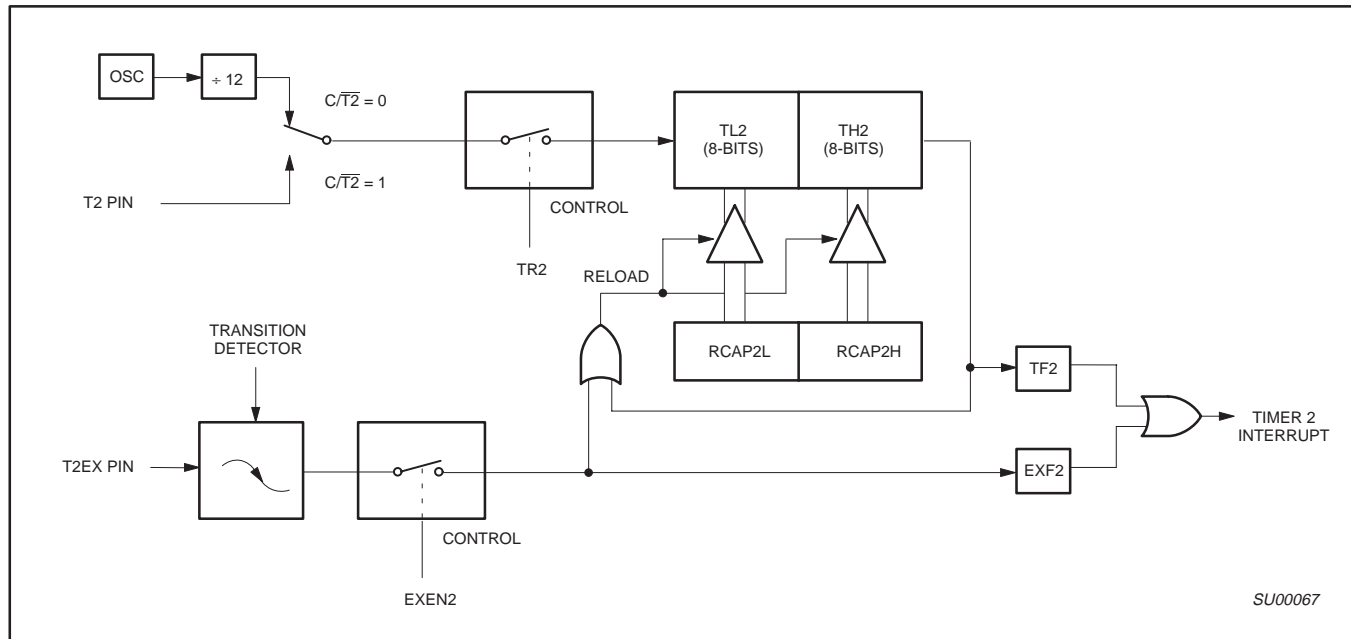 OSC
÷ 12
C/T2̅ = 0
C/T2̅ = 1
T2 PIN
CONTROL
TR2
TL2
(8-BITS)
TH2
(8-BITS)
RELOAD
RCAP2L
RCAP2H
TRANSITION
DETECTOR
T2EX PIN
CONTROL
EXEN2
TF2
EXF2
TIMER 2
INTERRUPT
SU00067